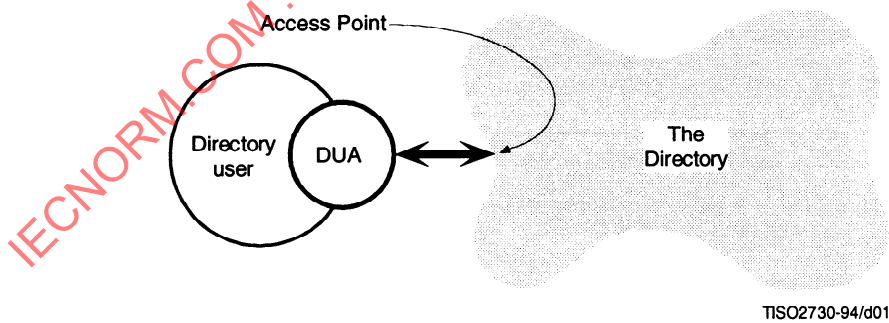 Access Point
IECNORM.COM :
Directory
user
DUA
The
Directory
TISO2730-94/d01